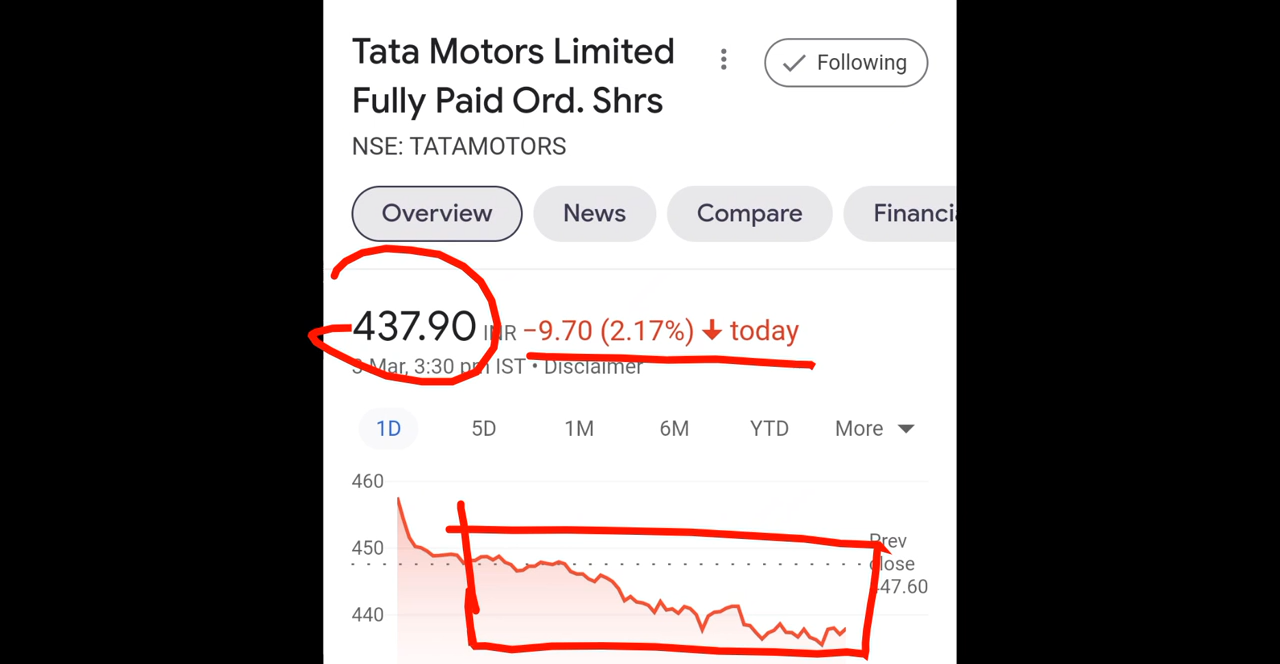 Tata Motors Limited
Fully Paid Ord. Shrs
Following
NSE: TATAMOTORS
Overview News Compare
437.90 INR −9.70 (2.17%) ↓ today
3 Mar, 3:30 pm IST • Disclaimer
1D 5D 1M 6M YTD More
460
450
440
Prev
close
447.60